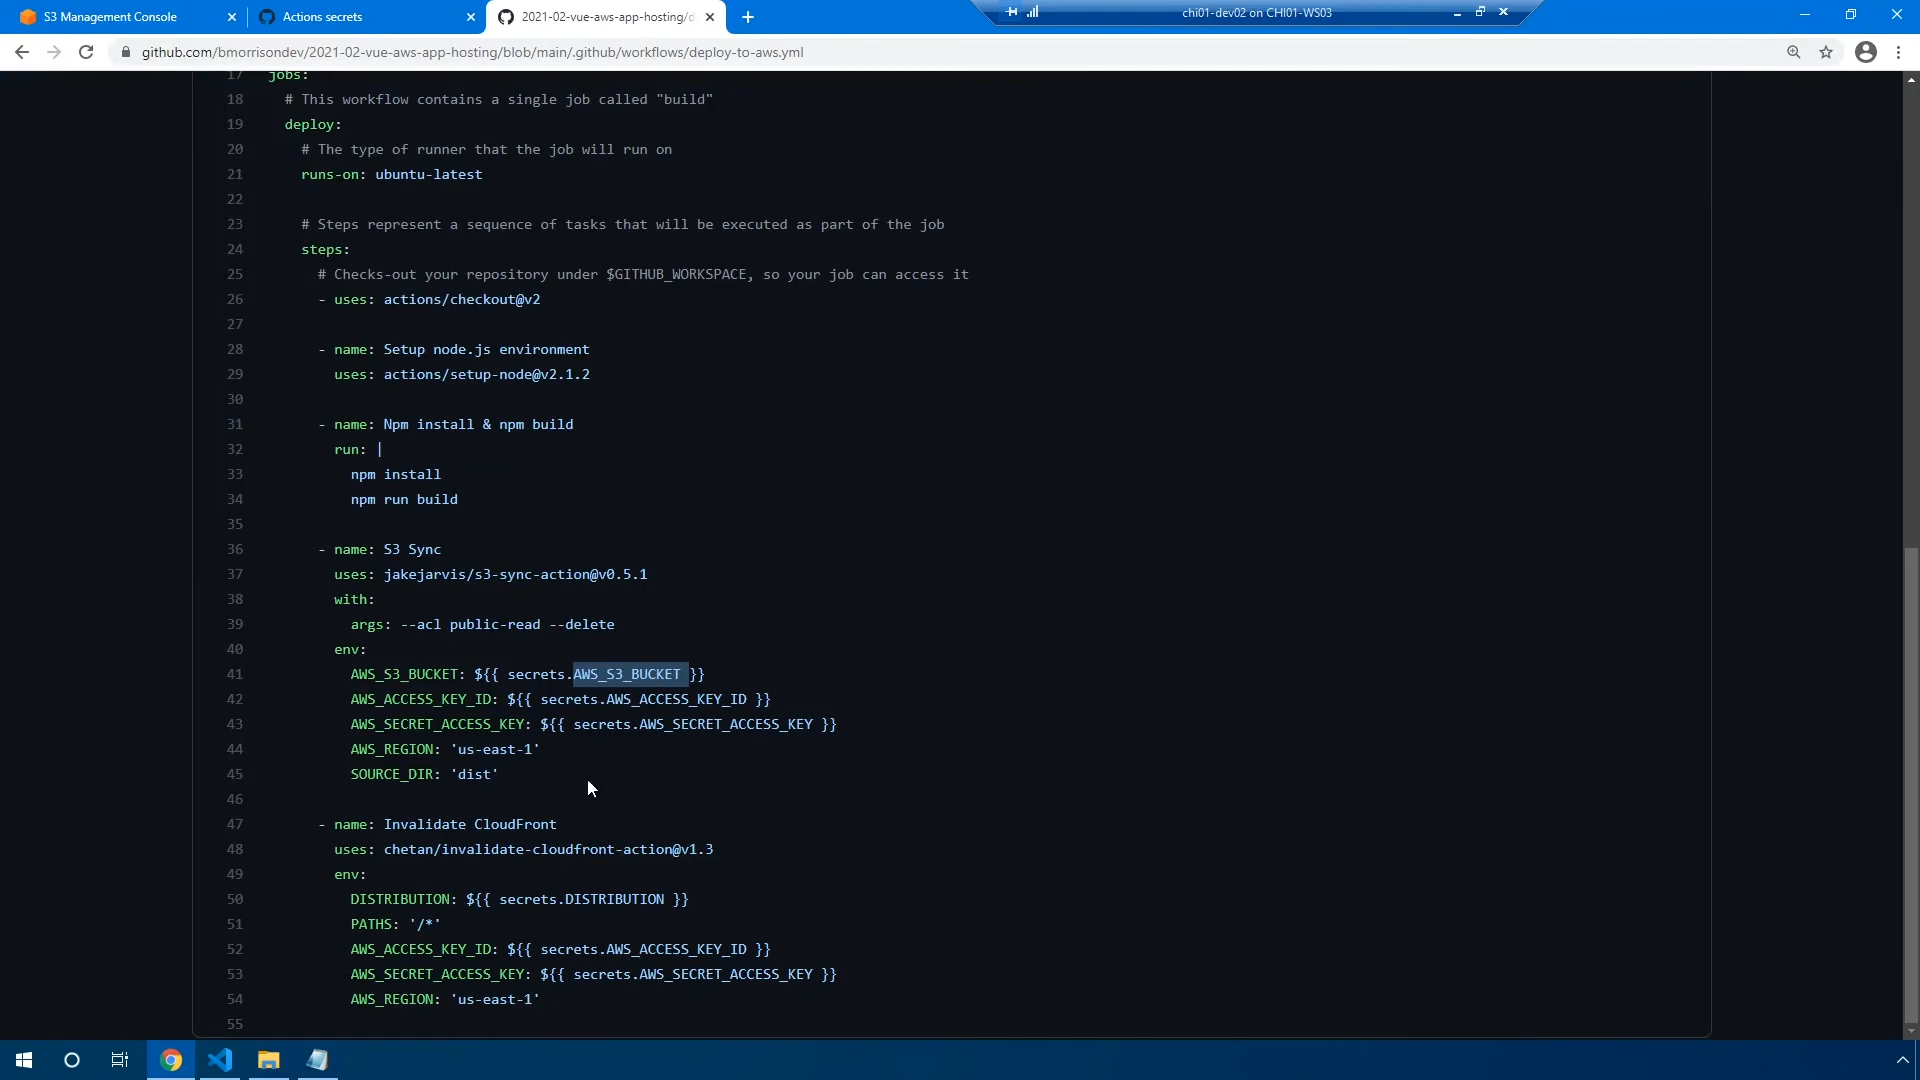 S3 Management Console
Actions secrets
2021-02-vue-aws-app-hosting/d
chi01-dev02 on CHI01-WS03
github.com/bmorrisondev/2021-02-vue-aws-app-hosting/blob/main/.github/workflows/deploy-to-aws.yml
17 jobs:
18 # This workflow contains a single job called "build"
19 deploy:
20 # The type of runner that the job will run on
21 runs-on: ubuntu-latest
22
23 # Steps represent a sequence of tasks that will be executed as part of the job
24 steps:
25 # Checks-out your repository under $GITHUB_WORKSPACE, so your job can access it
26 - uses: actions/checkout@v2
27
28 - name: Setup node.js environment
29 uses: actions/setup-node@v2.1.2
30
31 - name: Npm install & npm build
32 run: |
33 npm install
34 npm run build
35
36 - name: S3 Sync
37 uses: jakejarvis/s3-sync-action@v0.5.1
38 with:
39 args: --acl public-read --delete
40 env:
41 AWS_S3_BUCKET: ${{ secrets.AWS_S3_BUCKET }}
42 AWS_ACCESS_KEY_ID: ${{ secrets.AWS_ACCESS_KEY_ID }}
43 AWS_SECRET_ACCESS_KEY: ${{ secrets.AWS_SECRET_ACCESS_KEY }}
44 AWS_REGION: 'us-east-1'
45 SOURCE_DIR: 'dist'
46
47 - name: Invalidate CloudFront
48 uses: chetan/invalidate-cloudfront-action@v1.3
49 env:
50 DISTRIBUTION: ${{ secrets.DISTRIBUTION }}
51 PATHS: '/*'
52 AWS_ACCESS_KEY_ID: ${{ secrets.AWS_ACCESS_KEY_ID }}
53 AWS_SECRET_ACCESS_KEY: ${{ secrets.AWS_SECRET_ACCESS_KEY }}
54 AWS_REGION: 'us-east-1'
55